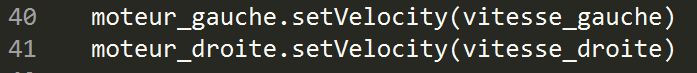 40 moteur_gauche.setVelocity(vitesse_gauche)
41 moteur_droite.setVelocity(vitesse_droite)